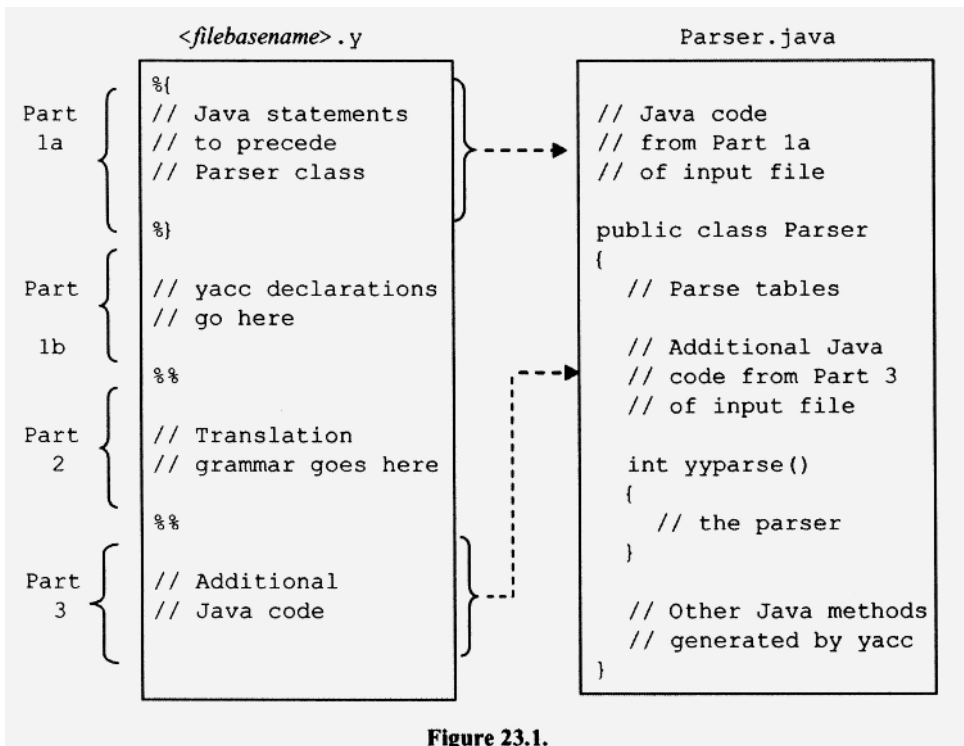 <filebasename>.y
Parser.java
Part
1a
%{
// Java statements
// to precede
// Parser class
%}
Part
1b
// yacc declarations
// go here
%%
Part
2
// Translation
// grammar goes here
%%
Part
3
// Additional
// Java code
// Java code
// from Part 1a
// of input file
public class Parser
{
// Parse tables
// Additional Java
// code from Part 3
// of input file
int yyparse()
{
// the parser
}
// Other Java methods
// generated by yacc
}
Figure 23.1.